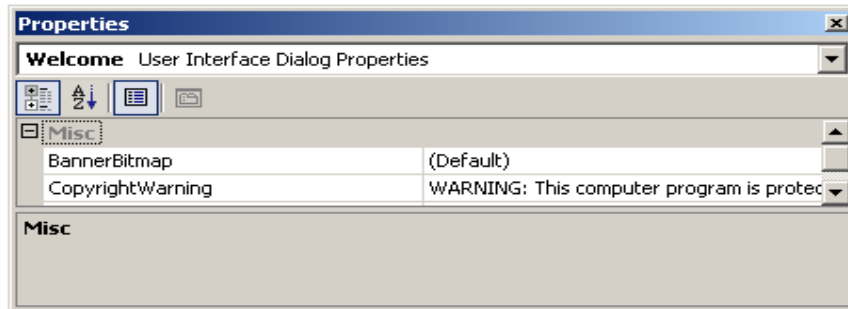 Properties
Welcome User Interface Dialog Properties
Misc
BannerBitmap (Default)
CopyrightWarning WARNING: This computer program is protec
Misc